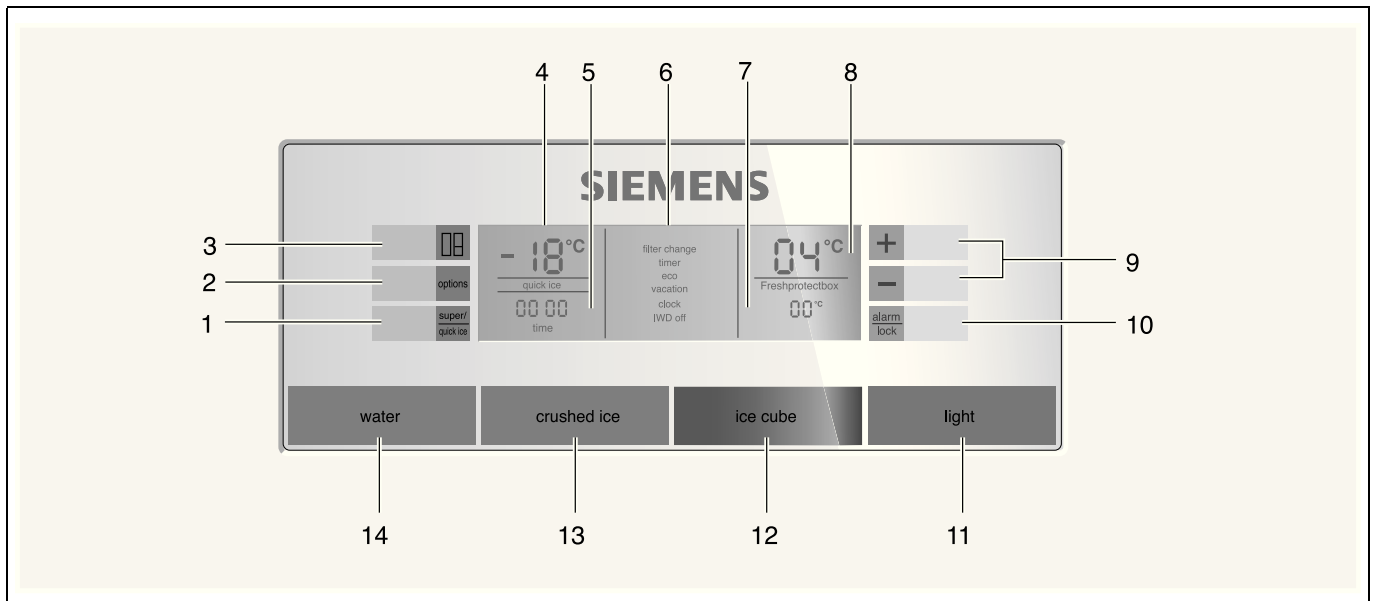 4 5 6 7 8
SIEMENS
3
-18°C
quick ice
00 00
time
filter change
timer
eco
vacation
clock
IWD off
04°C
Freshprotectbox
00°C
+
−
9
2 options
1 super/
quick ice
alarm
lock
10
water crushed ice ice cube light
14 13 12 11